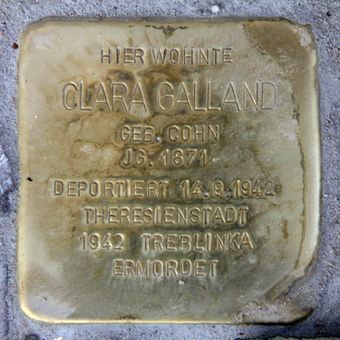 HIER WOHNTE
CLARA GALLAND
GEB. COHN
JG. 1871
DEPORTIERT 14.9.1942
THERESIENSTADT
1942 TREBLINKA
ERMORDET